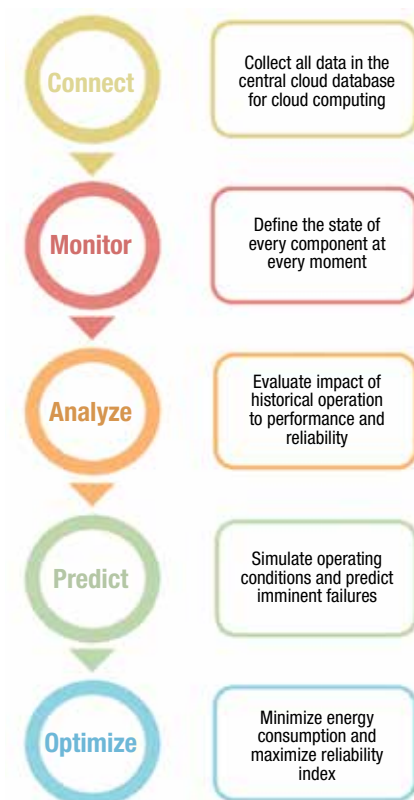 Connect
Collect all data in the
central cloud database
for cloud computing
Monitor
Define the state of
every component at
every moment
Analyze
Evaluate impact of
historical operation
to performance and
reliability
Predict
Simulate operating
conditions and predict
imminent failures
Optimize
Minimize energy
consumption and
maximize reliability
index